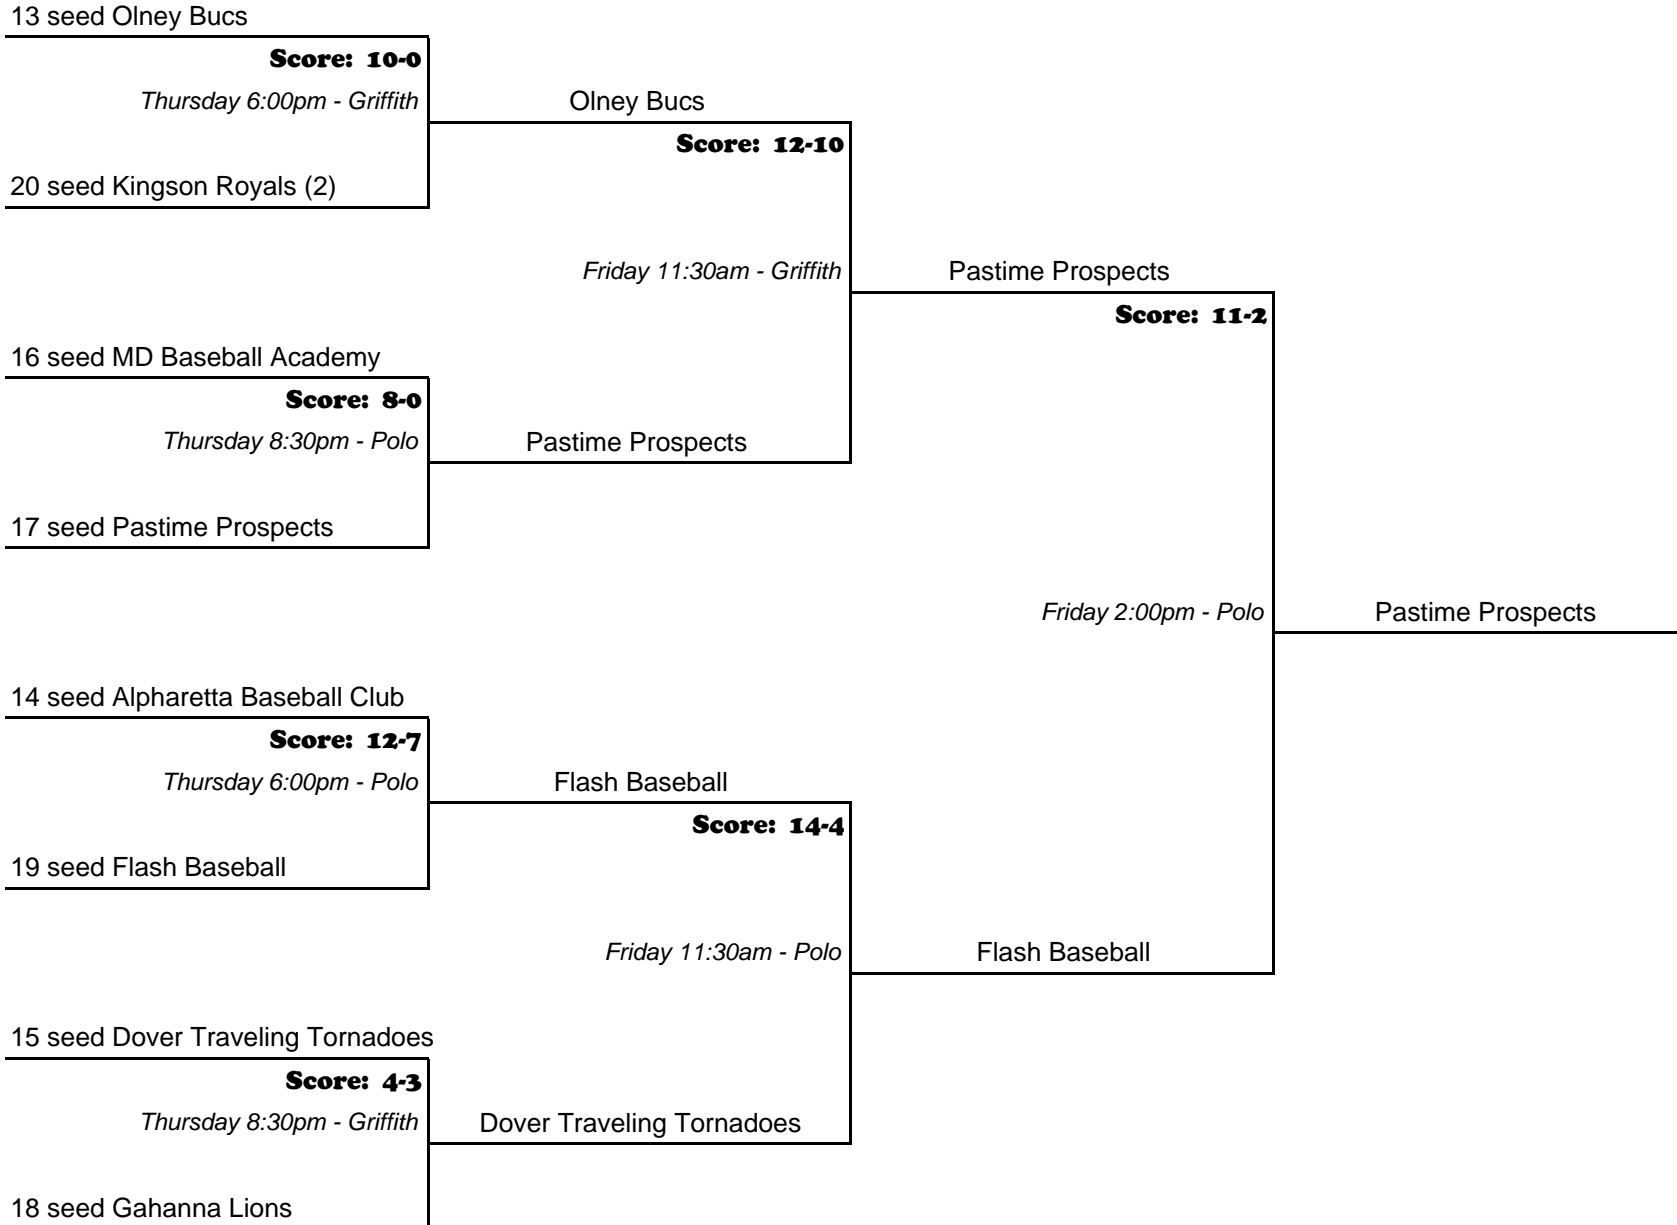 13 seed Olney Bucs
Score: 10-0
Thursday 6:00pm - Griffith
Olney Bucs
Score: 12-10
20 seed Kingson Royals (2)
Friday 11:30am - Griffith
Pastime Prospects
Score: 11-2
16 seed MD Baseball Academy
Score: 8-0
Thursday 8:30pm - Polo
Pastime Prospects
17 seed Pastime Prospects
Friday 2:00pm - Polo
Pastime Prospects
14 seed Alpharetta Baseball Club
Score: 12-7
Thursday 6:00pm - Polo
Flash Baseball
Score: 14-4
19 seed Flash Baseball
Friday 11:30am - Polo
Flash Baseball
15 seed Dover Traveling Tornadoes
Score: 4-3
Thursday 8:30pm - Griffith
Dover Traveling Tornadoes
18 seed Gahanna Lions